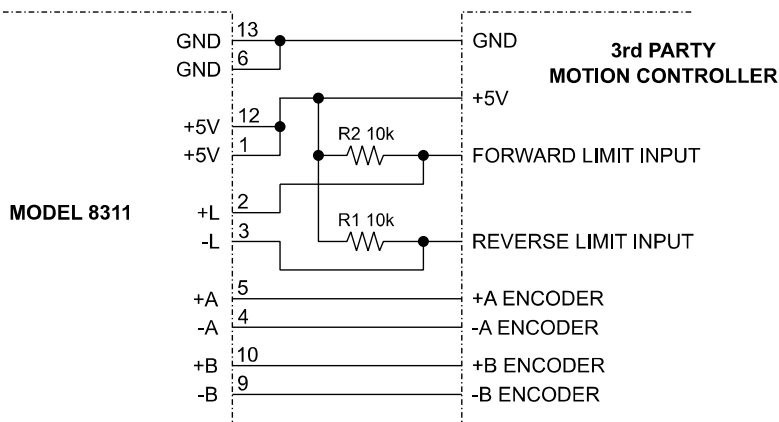 GND 13 GND 3rd PARTY
GND 6 MOTION CONTROLLER
+5V
+5V 12
R2 10k
+5V 1 FORWARD LIMIT INPUT
MODEL 8311 +L 2
R1 10k
-L 3 REVERSE LIMIT INPUT
+A 5 +A ENCODER
-A 4 -A ENCODER
+B 10 +B ENCODER
-B 9 -B ENCODER